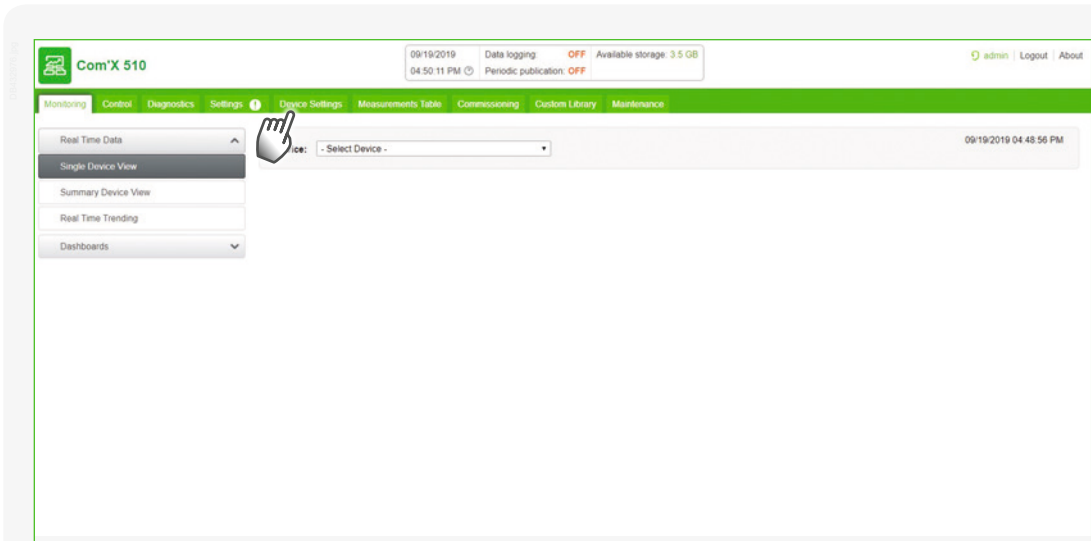 Com'X 510
09/19/2019 Data logging: OFF Available storage: 3.5 GB
04:50:11 PM Periodic publication: OFF
admin Logout About
Monitoring Control Diagnostics Settings ! Device Settings Measurements Table Commissioning Custom Library Maintenance
Real Time Data
Single Device View
Summary Device View
Real Time Trending
Dashboards
- Select Device -
09/19/2019 04:48:56 PM